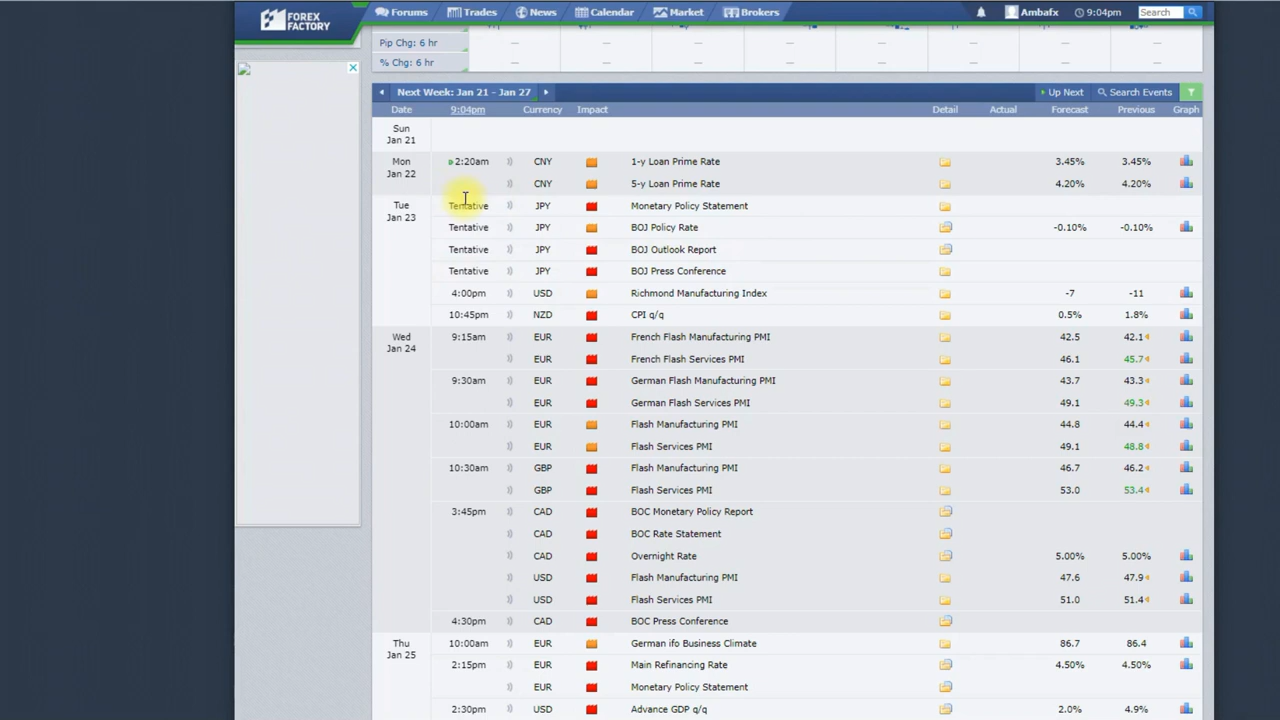 FOREX FACTORY
Forums Trades News Calendar Market Brokers Ambafx 9:04pm Search
Pip Chg: 6 hr — — — — — — — —
% Chg: 6 hr — — — — — — — —
Next Week: Jan 21 - Jan 27 Up Next Search Events
Date 9:04pm Currency Impact Detail Actual Forecast Previous Graph
Sun Jan 21
Mon Jan 22 2:20am CNY 1-y Loan Prime Rate 3.45% 3.45%
CNY 5-y Loan Prime Rate 4.20% 4.20%
Tue Jan 23 Tentative JPY Monetary Policy Statement
Tentative JPY BOJ Policy Rate -0.10% -0.10%
Tentative JPY BOJ Outlook Report
Tentative JPY BOJ Press Conference
4:00pm USD Richmond Manufacturing Index -7 -11
10:45pm NZD CPI q/q 0.5% 1.8%
Wed Jan 24 9:15am EUR French Flash Manufacturing PMI 42.5 42.1
EUR French Flash Services PMI 46.1 45.7
9:30am EUR German Flash Manufacturing PMI 43.7 43.3
EUR German Flash Services PMI 49.1 49.3
10:00am EUR Flash Manufacturing PMI 44.8 44.4
EUR Flash Services PMI 49.1 48.8
10:30am GBP Flash Manufacturing PMI 46.7 46.2
GBP Flash Services PMI 53.0 53.4
3:45pm CAD BOC Monetary Policy Report
CAD BOC Rate Statement
CAD Overnight Rate 5.00% 5.00%
USD Flash Manufacturing PMI 47.6 47.9
USD Flash Services PMI 51.0 51.4
4:30pm CAD BOC Press Conference
Thu Jan 25 10:00am EUR German ifo Business Climate 86.7 86.4
2:15pm EUR Main Refinancing Rate 4.50% 4.50%
EUR Monetary Policy Statement
2:30pm USD Advance GDP q/q 2.0% 4.9%